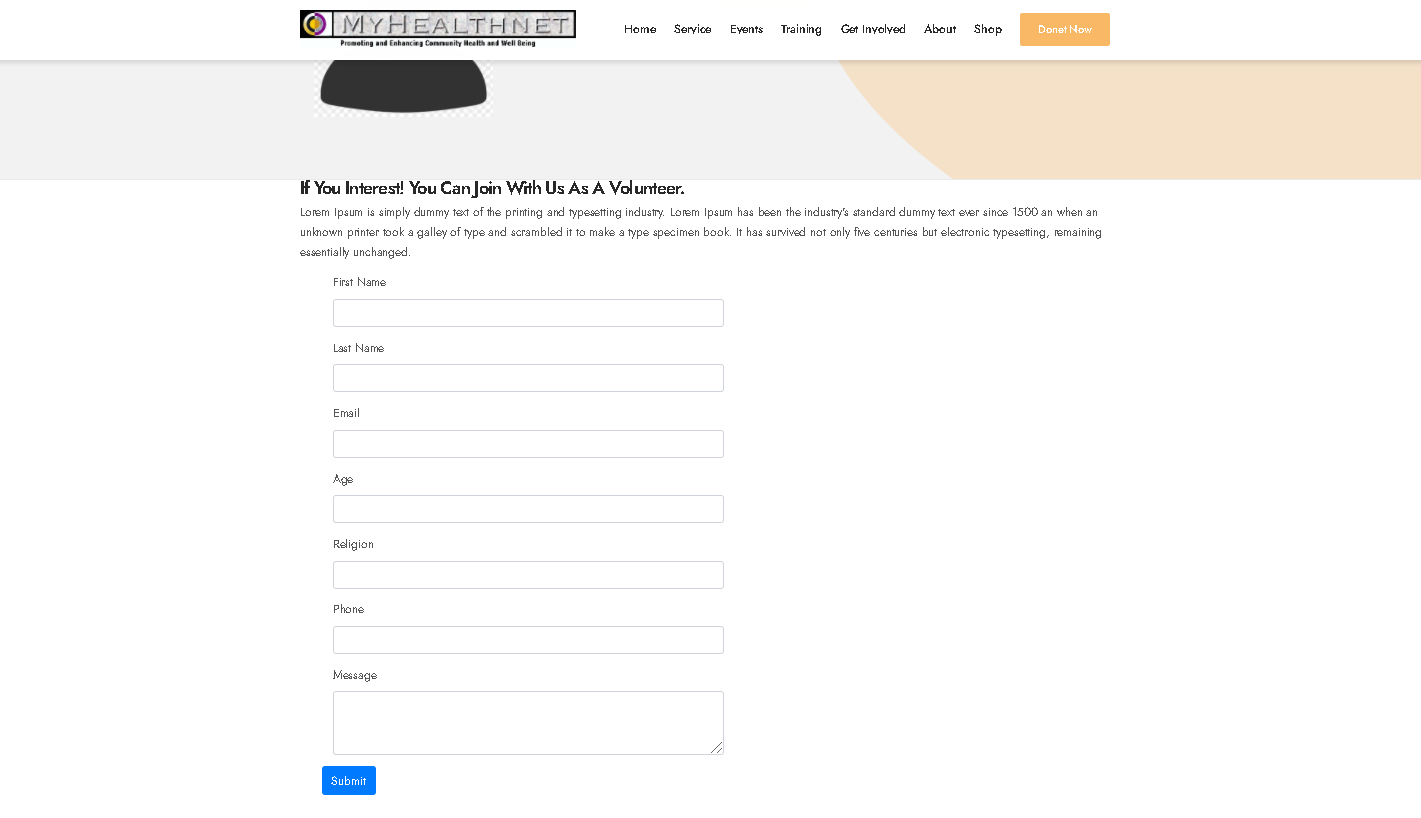 MYHEALTHNET
Promoting and Enhancing Community Health and Well Being
Home Service Events Training Get Involved About Shop Donet Now
If You Interest! You Can Join With Us As A Volunteer.
Lorem Ipsum is simply dummy text of the printing and typesetting industry. Lorem Ipsum has been the industry's standard dummy text ever since 1500 an when an
unknown printer took a galley of type and scrambled it to make a type specimen book. It has survived not only five centuries but electronic typesetting, remaining
essentially unchanged.
First Name
Last Name
Email
Age
Religion
Phone
Message
Submit